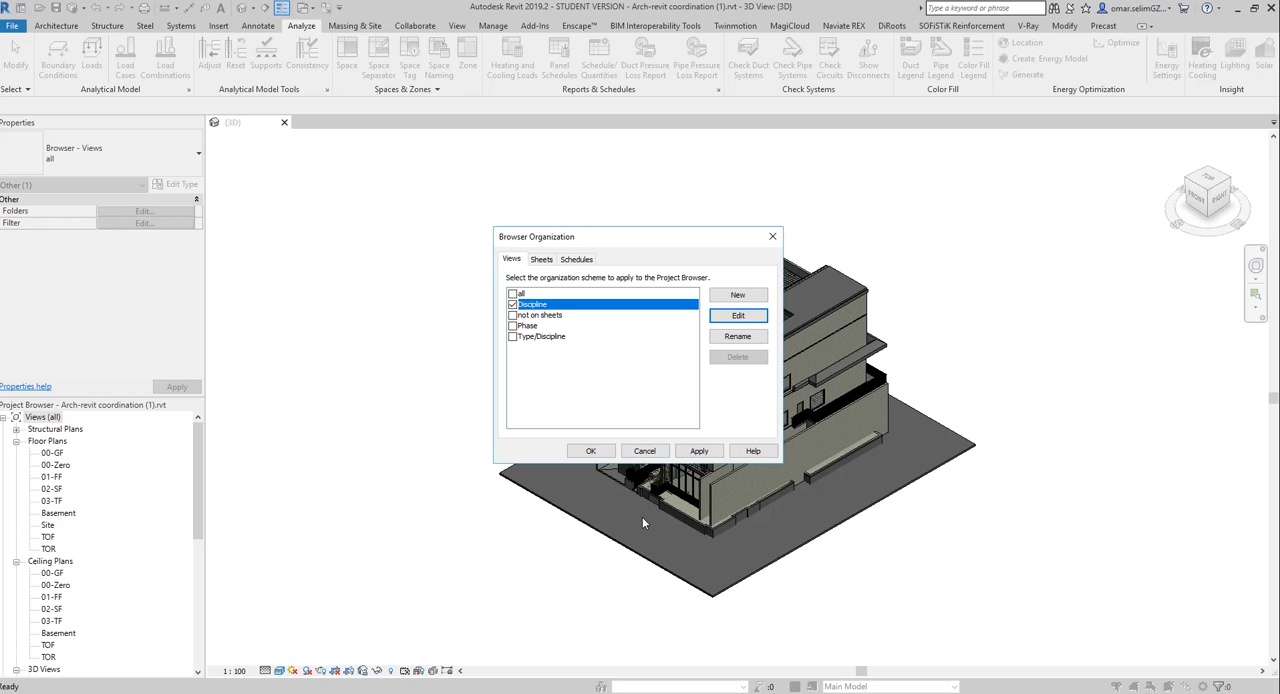 Autodesk Revit 2019.2 - STUDENT VERSION - Arch-revit coordination (1).rvt - 3D View: {3D}
Type a keyword or phrase
omar.selimGZ...
File Architecture Structure Steel Systems Insert Annotate Analyze Massing & Site Collaborate View Manage Add-Ins Enscape™ BIM Interoperability Tools Twinmotion MagiCloud Naviate REX DiRoots SOFiSTiK Reinforcement V-Ray Modify Precast
Modify
Boundary Conditions
Loads
Load Cases
Load Combinations
Adjust
Reset
Supports
Consistency
Space
Space Separator
Space Tag
Space Naming
Zone
Heating and Cooling Loads
Panel Schedules
Schedule/ Quantities
Duct Pressure Loss Report
Pipe Pressure Loss Report
Check Duct Systems
Check Pipe Systems
Check Circuits
Show Disconnects
Duct Legend
Pipe Legend
Color Fill Legend
Location
Create Energy Model
Generate
Optimize
Energy Settings
Heating Cooling
Lighting
Solar
Select
Analytical Model
Analytical Model Tools
Spaces & Zones
Reports & Schedules
Check Systems
Color Fill
Energy Optimization
Insight
Properties
{3D}
Browser - Views
all
Other (1)
Edit Type
Other
Folders Edit...
Filter Edit...
Properties help
Apply
Project Browser - Arch-revit coordination (1).rvt
Views (all)
Structural Plans
Floor Plans
00-GF
00-Zero
01-FF
02-SF
03-TF
Basement
Site
TOF
TOR
Ceiling Plans
00-GF
00-Zero
01-FF
02-SF
03-TF
Basement
TOF
TOR
3D Views
Browser Organization
Views Sheets Schedules
Select the organization scheme to apply to the Project Browser.
all
Discipline
not on sheets
Phase
Type/Discipline
New
Edit
Rename
Delete
OK Cancel Apply Help
TOP
FRONT
RIGHT
1 : 100
Ready
:0
Main Model
:0